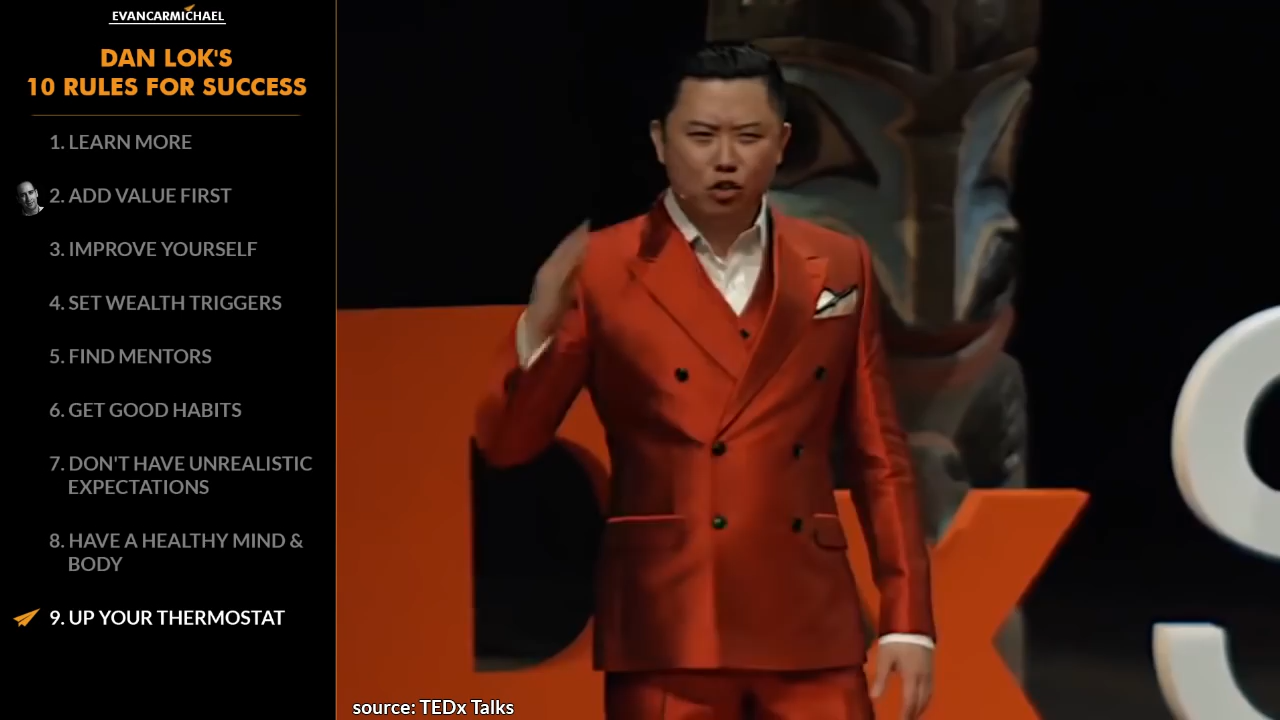 EVANCARMICHAEL
DAN LOK'S
10 RULES FOR SUCCESS
1. LEARN MORE
2. ADD VALUE FIRST
3. IMPROVE YOURSELF
4. SET WEALTH TRIGGERS
5. FIND MENTORS
6. GET GOOD HABITS
7. DON'T HAVE UNREALISTIC
EXPECTATIONS
8. HAVE A HEALTHY MIND &
BODY
9. UP YOUR THERMOSTAT
Dx S
source: TEDx Talks